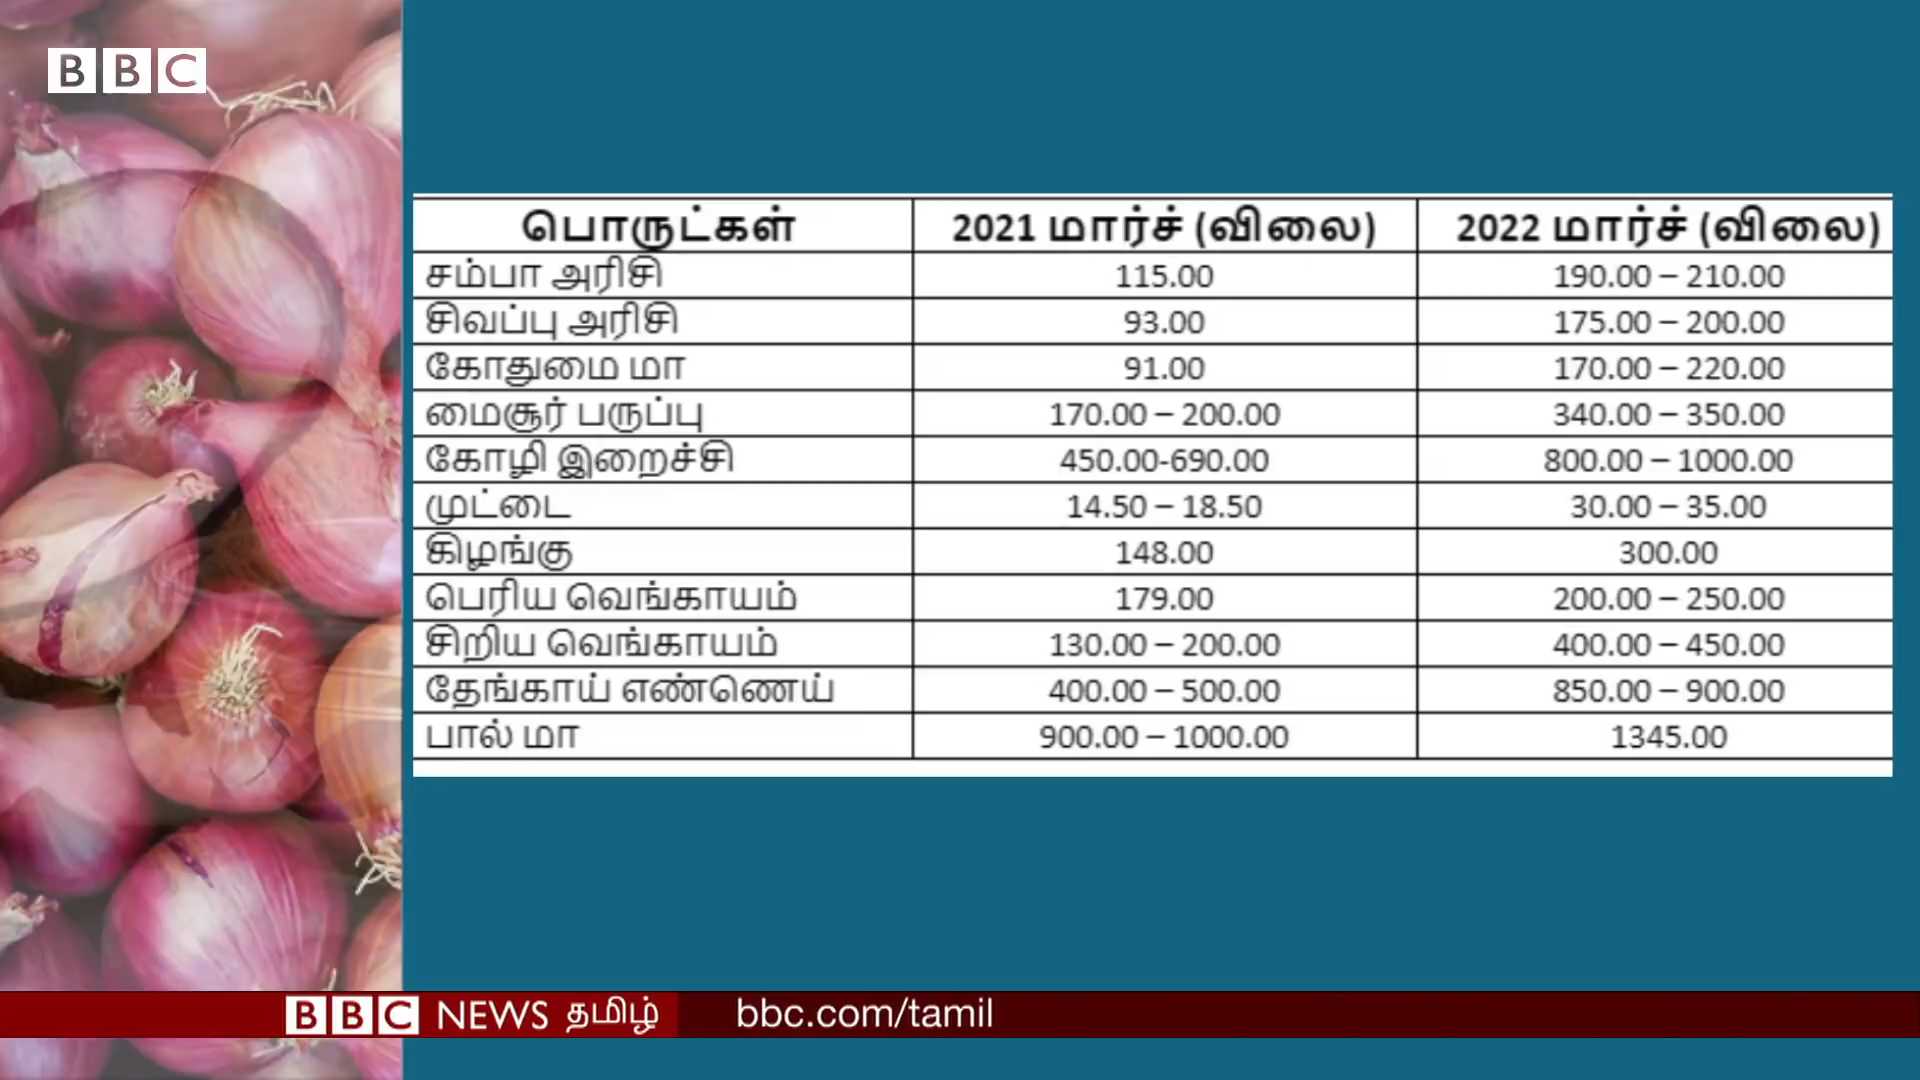 BBC
பொருட்கள் 2021 மார்ச் (விலை) 2022 மார்ச் (விலை)
சம்பா அரிசி 115.00 190.00 – 210.00
சிவப்பு அரிசி 93.00 175.00 – 200.00
கோதுமை மா 91.00 170.00 – 220.00
மைசூர் பருப்பு 170.00 – 200.00 340.00 – 350.00
கோழி இறைச்சி 450.00-690.00 800.00 – 1000.00
முட்டை 14.50 – 18.50 30.00 – 35.00
கிழங்கு 148.00 300.00
பெரிய வெங்காயம் 179.00 200.00 – 250.00
சிறிய வெங்காயம் 130.00 – 200.00 400.00 – 450.00
தேங்காய் எண்ணெய் 400.00 – 500.00 850.00 – 900.00
பால் மா 900.00 – 1000.00 1345.00
BBC NEWS தமிழ் bbc.com/tamil